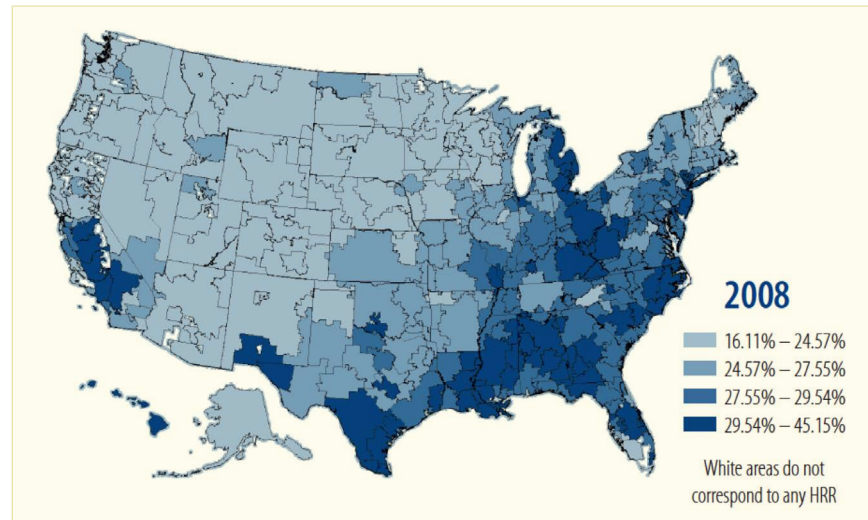 2008
16.11% – 24.57%
24.57% – 27.55%
27.55% – 29.54%
29.54% – 45.15%
White areas do not
correspond to any HRR